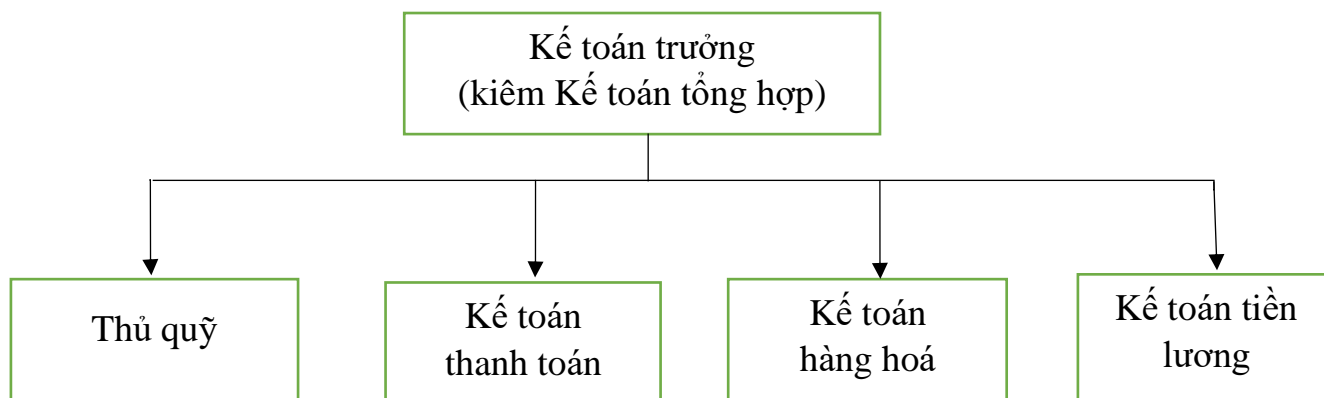 Kế toán trưởng
(kiêm Kế toán tổng hợp)
Thủ quỹ
Kế toán
thanh toán
Kế toán
hàng hoá
Kế toán tiền
lương